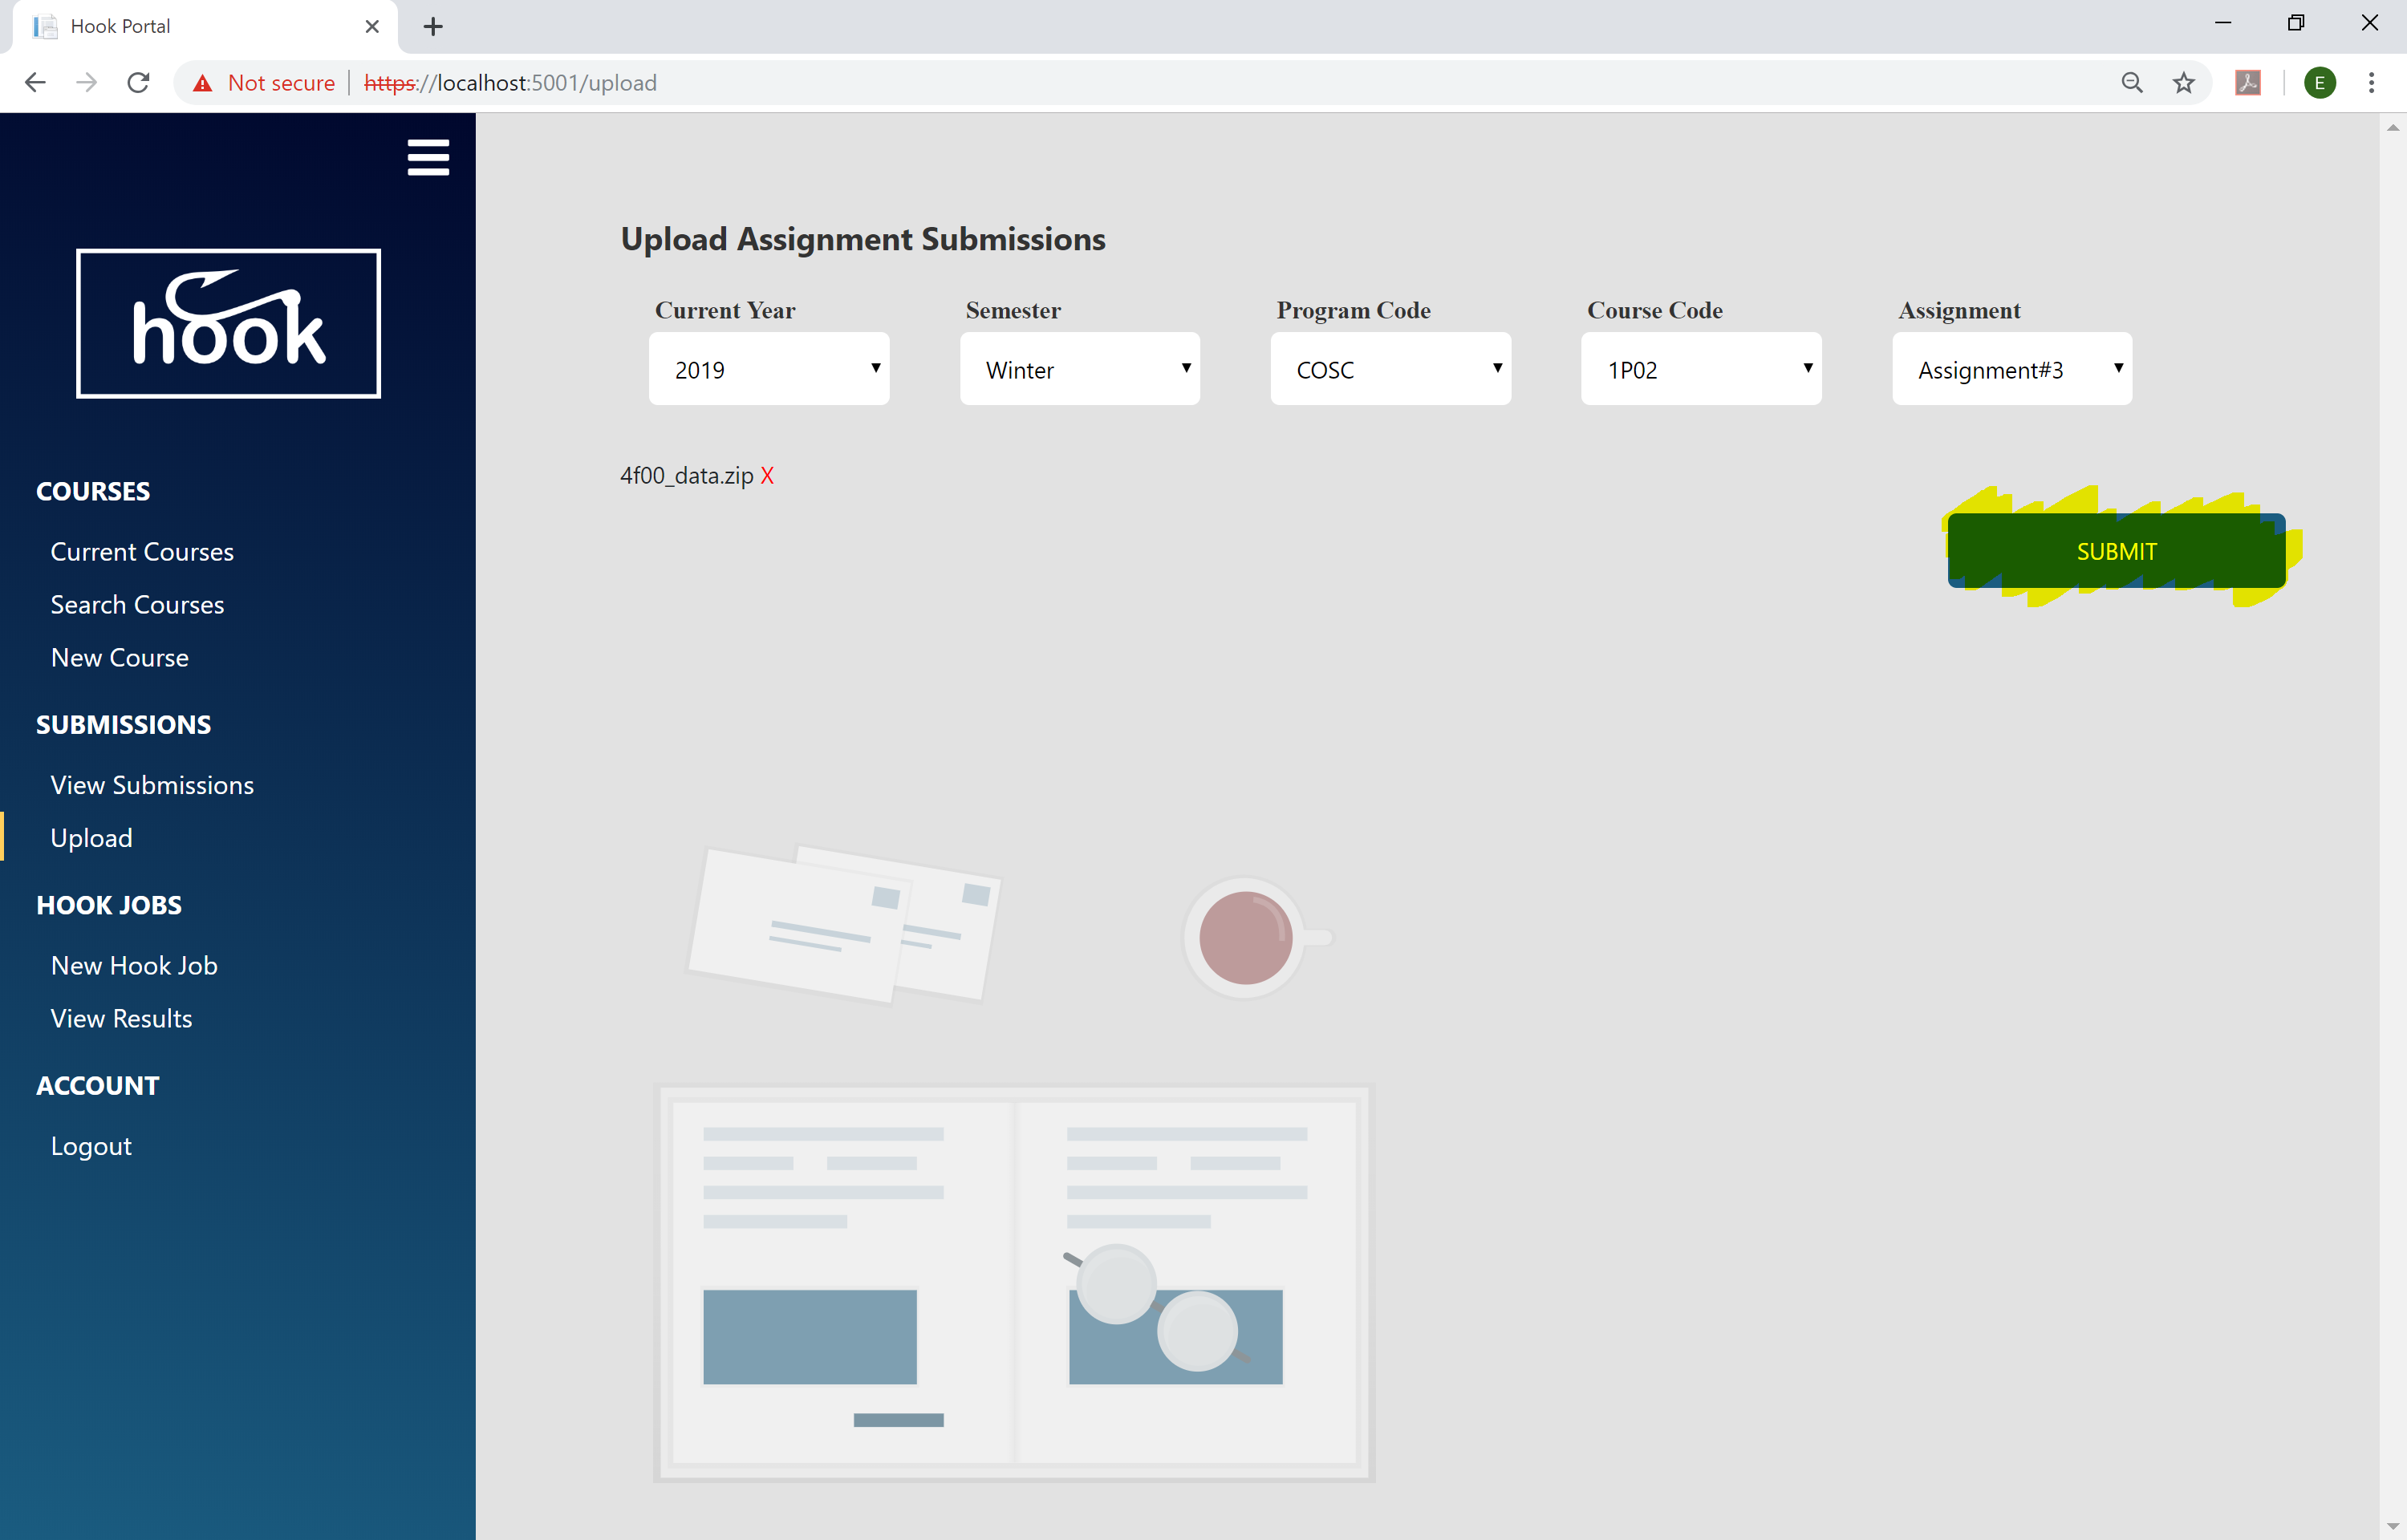 Hook Portal
Not secure https://localhost:5001/upload
E
hook
COURSES
Current Courses
Search Courses
New Course
SUBMISSIONS
View Submissions
Upload
HOOK JOBS
New Hook Job
View Results
ACCOUNT
Logout
Upload Assignment Submissions
Current Year Semester Program Code Course Code Assignment
2019 Winter COSC 1P02 Assignment#3
4f00_data.zip X
SUBMIT